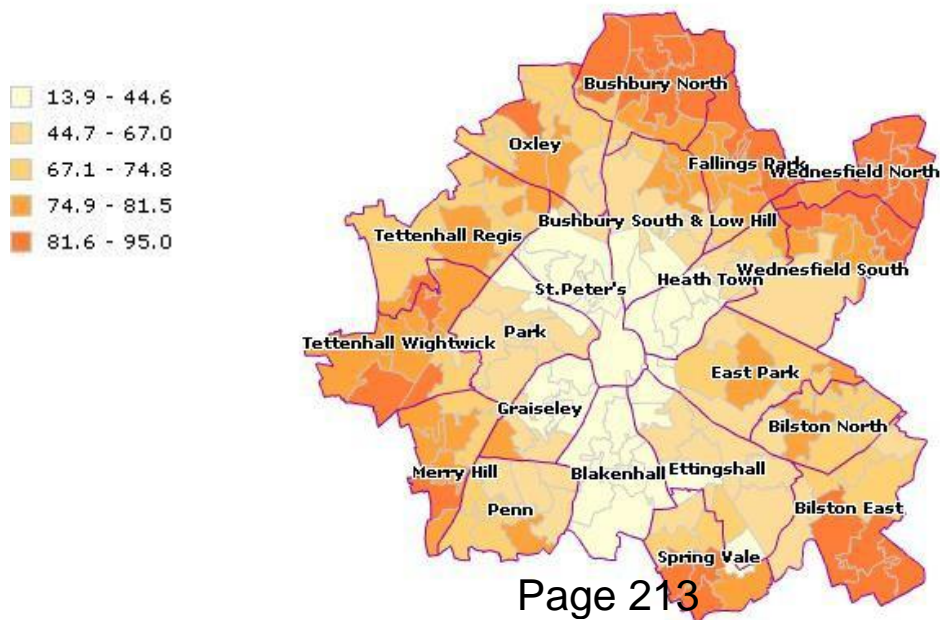 13.9 - 44.6
44.7 - 67.0
67.1 - 74.8
74.9 - 81.5
81.6 - 95.0
Bushbury North
Oxley
Fallings Park
Wednesfield North
Bushbury South & Low Hill
Tettenhall Regis
Wednesfield South
Heath Town
St.Peter's
Park
Tettenhall Wightwick
East Park
Graiseley
Bilston North
Merry Hill
Blakenhall
Ettingshall
Penn
Bilston East
Spring Vale
Page 213